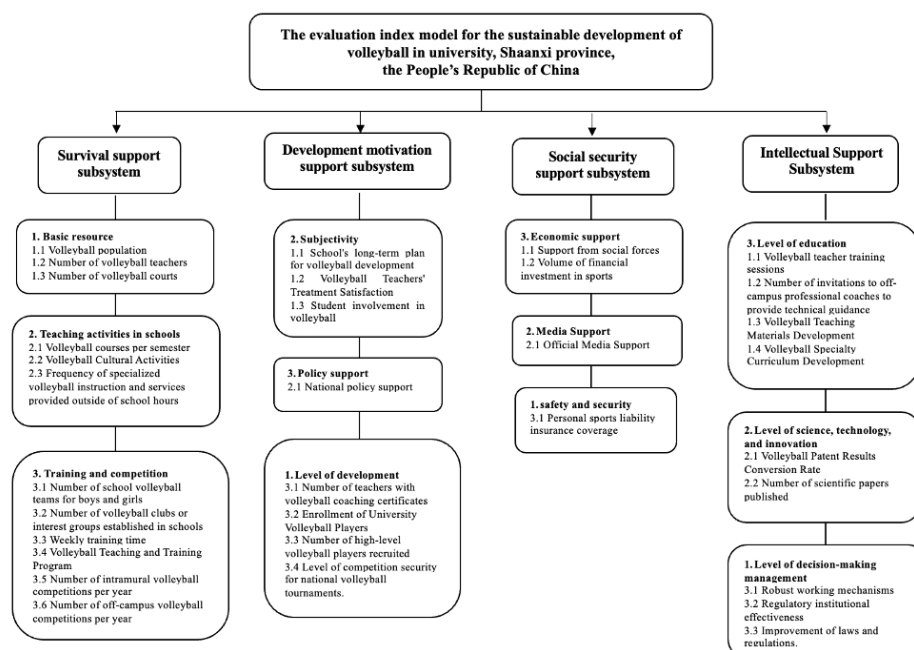 The evaluation index model for the sustainable development of
volleyball in university, Shaanxi province,
the People's Republic of China
Survival support
subsystem
1. Basic resource
1.1 Volleyball population
1.2 Number of volleyball teachers
1.3 Number of volleyball courts
2. Teaching activities in schools
2.1 Volleyball courses per semester
2.2 Volleyball Cultural Activities
2.3 Frequency of specialized
volleyball instruction and services
provided outside of school hours
3. Training and competition
3.1 Number of school volleyball
teams for boys and girls
3.2 Number of volleyball clubs or
interest groups established in schools
3.3 Weekly training time
3.4 Volleyball Teaching and Training
Program
3.5 Number of intramural volleyball
competitions per year
3.6 Number of off-campus volleyball
competitions per year
Development motivation
support subsystem
2. Subjectivity
1.1 School's long-term plan
for volleyball development
1.2 Volleyball Teachers'
Treatment Satisfaction
1.3 Student involvement in
volleyball
3. Policy support
2.1 National policy support
1. Level of development
3.1 Number of teachers with
volleyball coaching certificates
3.2 Enrollment of University
Volleyball Players
3.3 Number of high-level
volleyball players recruited
3.4 Level of competition security
for national volleyball
tournaments.
Social security
support subsystem
3. Economic support
1.1 Support from social forces
1.2 Volume of financial
investment in sports
2. Media Support
2.1 Official Media Support
1. safety and security
3.1 Personal sports liability
insurance coverage
Intellectual Support
Subsystem
3. Level of education
1.1 Volleyball teacher training
sessions
1.2 Number of invitations to off-
campus professional coaches to
provide technical guidance
1.3 Volleyball Teaching
Materials Development
1.4 Volleyball Specialty
Curriculum Development
2. Level of science, technology,
and innovation
2.1 Volleyball Patent Results
Conversion Rate
2.2 Number of scientific papers
published
1. Level of decision-making
management
3.1 Robust working mechanisms
3.2 Regulatory institutional
effectiveness
3.3 Improvement of laws and
regulations.